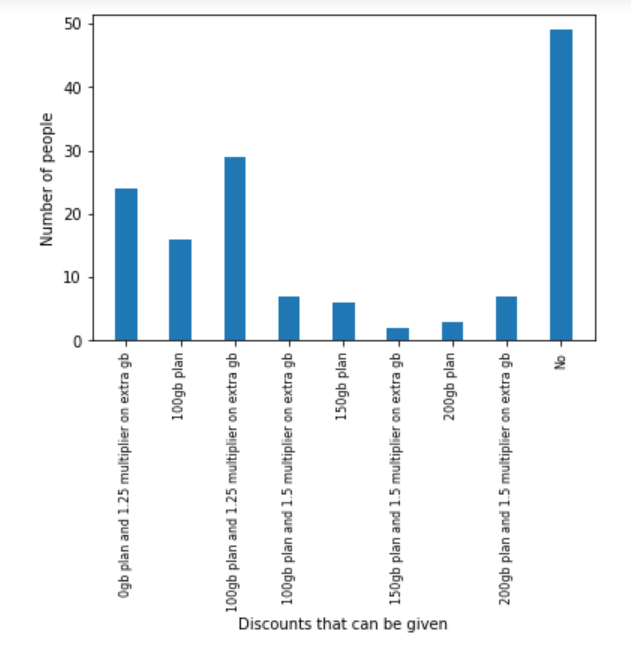 50
40
30
20
10
0
Number of people
0gb plan and 1.25 multiplier on extra gb
100gb plan
100gb plan and 1.25 multiplier on extra gb
100gb plan and 1.5 multiplier on extra gb
150gb plan
150gb plan and 1.5 multiplier on extra gb
200gb plan
200gb plan and 1.5 multiplier on extra gb
No
Discounts that can be given